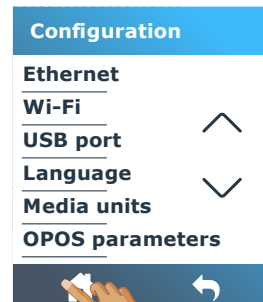 Configuration
Ethernet
Wi-Fi
USB port
Language
Media units
OPOS parameters